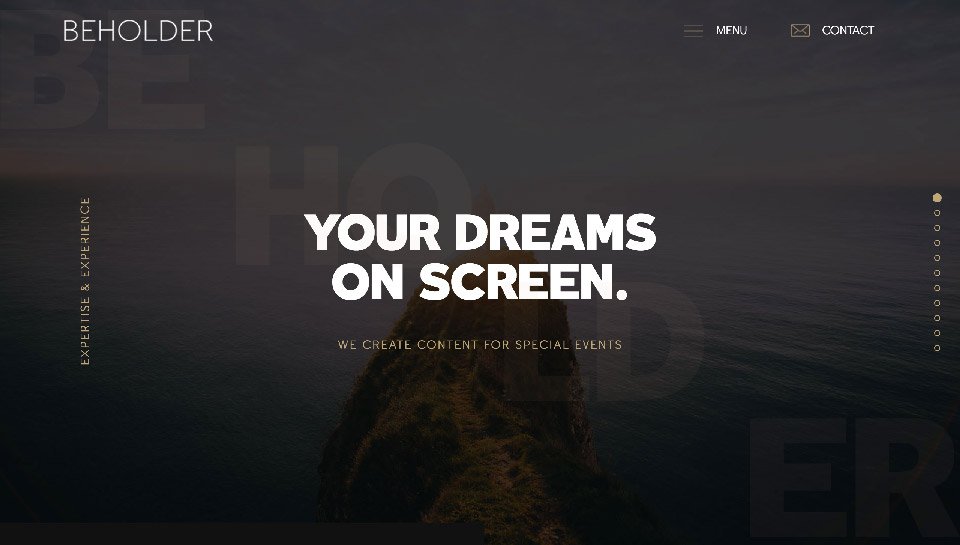 BEHOLDER
MENU
CONTACT
BE
HO
LD
ER
EXPERTISE & EXPERIENCE
YOUR DREAMS
ON SCREEN.
WE CREATE CONTENT FOR SPECIAL EVENTS